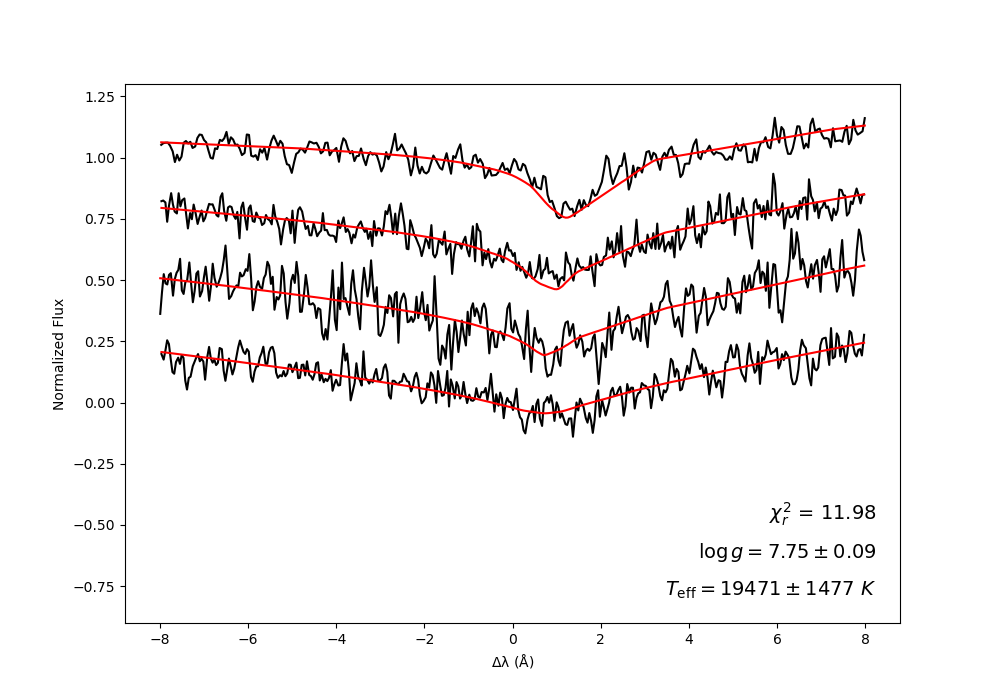 1.25
1.00
0.75
0.50
0.25
0.00
−0.25
−0.50
−0.75
Normalized Flux
χ²ᵣ = 11.98
log g = 7.75 ± 0.09
T_eff = 19471 ± 1477 K
−8 −6 −4 −2 0 2 4 6 8
Δλ (Å)